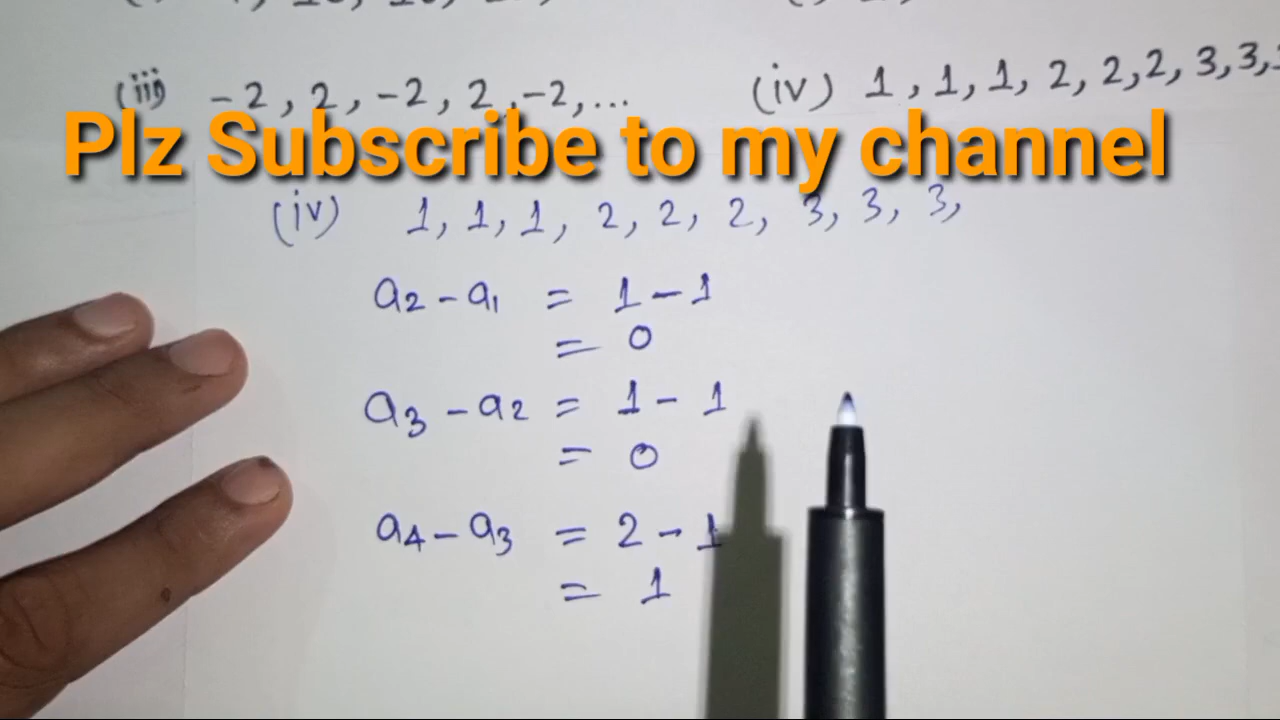 (iii) -2, 2, -2, 2, -2, ...
(iv) 1, 1, 1, 2, 2, 2, 3, 3,
Plz Subscribe to my channel
(iv) 1, 1, 1, 2, 2, 2, 3, 3, 3,
a2 - a1 = 1 - 1
= 0
a3 - a2 = 1 - 1
= 0
a4 - a3 = 2 - 1
= 1